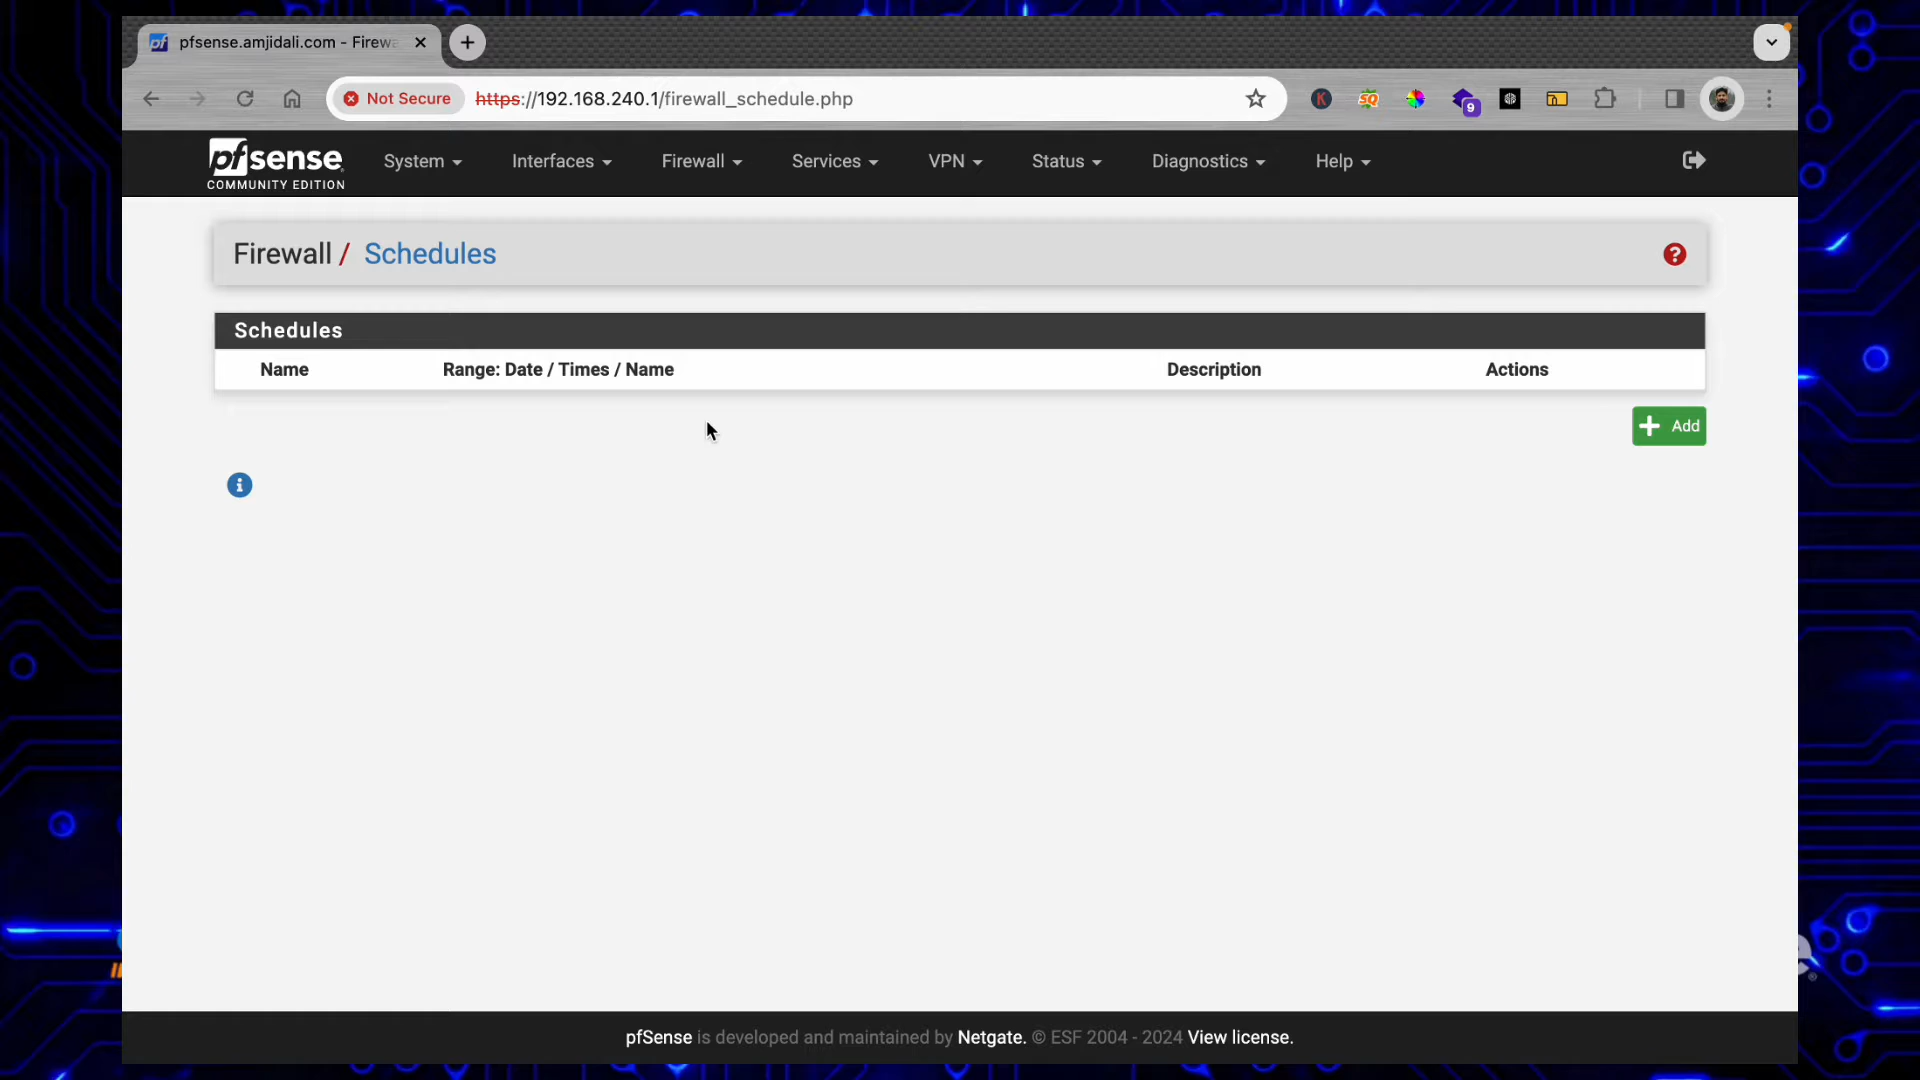 pfsense.amjidali.com - Firewa
Not Secure https://192.168.240.1/firewall_schedule.php
K SQ 9
pfsense COMMUNITY EDITION System Interfaces Firewall Services VPN Status Diagnostics Help
Firewall / Schedules
Schedules
Name Range: Date / Times / Name Description Actions
Add
pfSense is developed and maintained by Netgate. © ESF 2004 - 2024 View license.